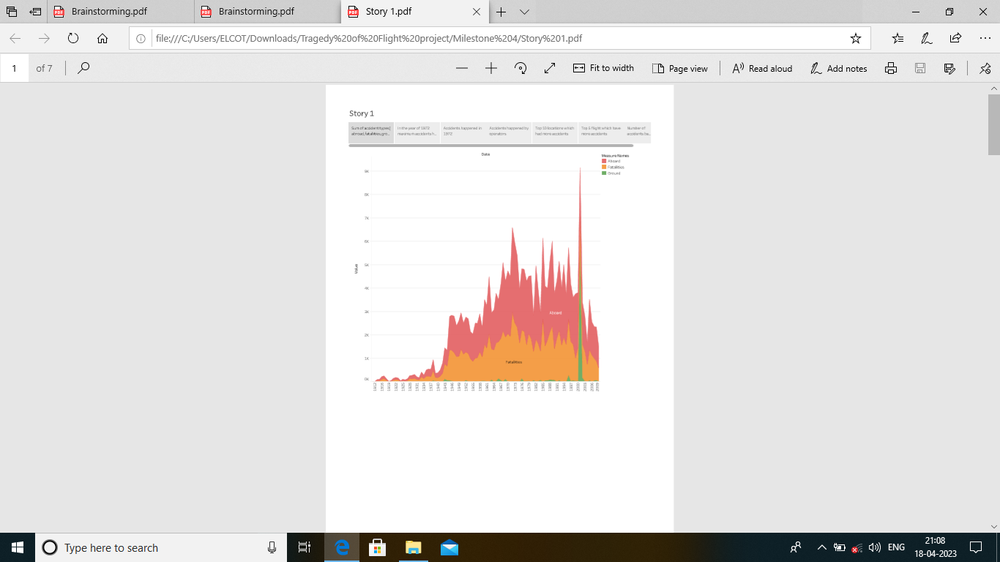 Brainstorming.pdf
Brainstorming.pdf
Story 1.pdf
file:///C:/Users/ELCOT/Downloads/Tragedy%20of%20Flight%20project/Milestone%204/Story%201.pdf
1 of 7
Fit to width
Page view
Read aloud
Add notes
Story 1
Sum of accident types(
abroad, fatalities, gro...
In the year of 1972
maximum accidents h...
Accidents happened in
1972
Accidents happened by
operators
Top 10 locations which
had more accidents
Top 5 flight which have
more accidents
Number of
accidents ba...
Date
Measure Names
Aboard
Fatalities
Ground
Value
9K
8K
7K
6K
5K
4K
3K
2K
1K
0K
Aboard
Fatalities
Type here to search
ENG
21:08
18-04-2023